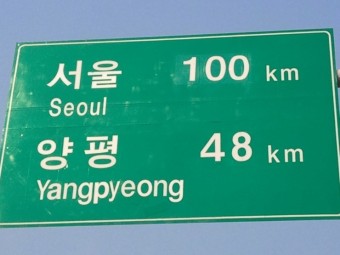 서울 100 km
Seoul
양평 48 km
Yangpyeong